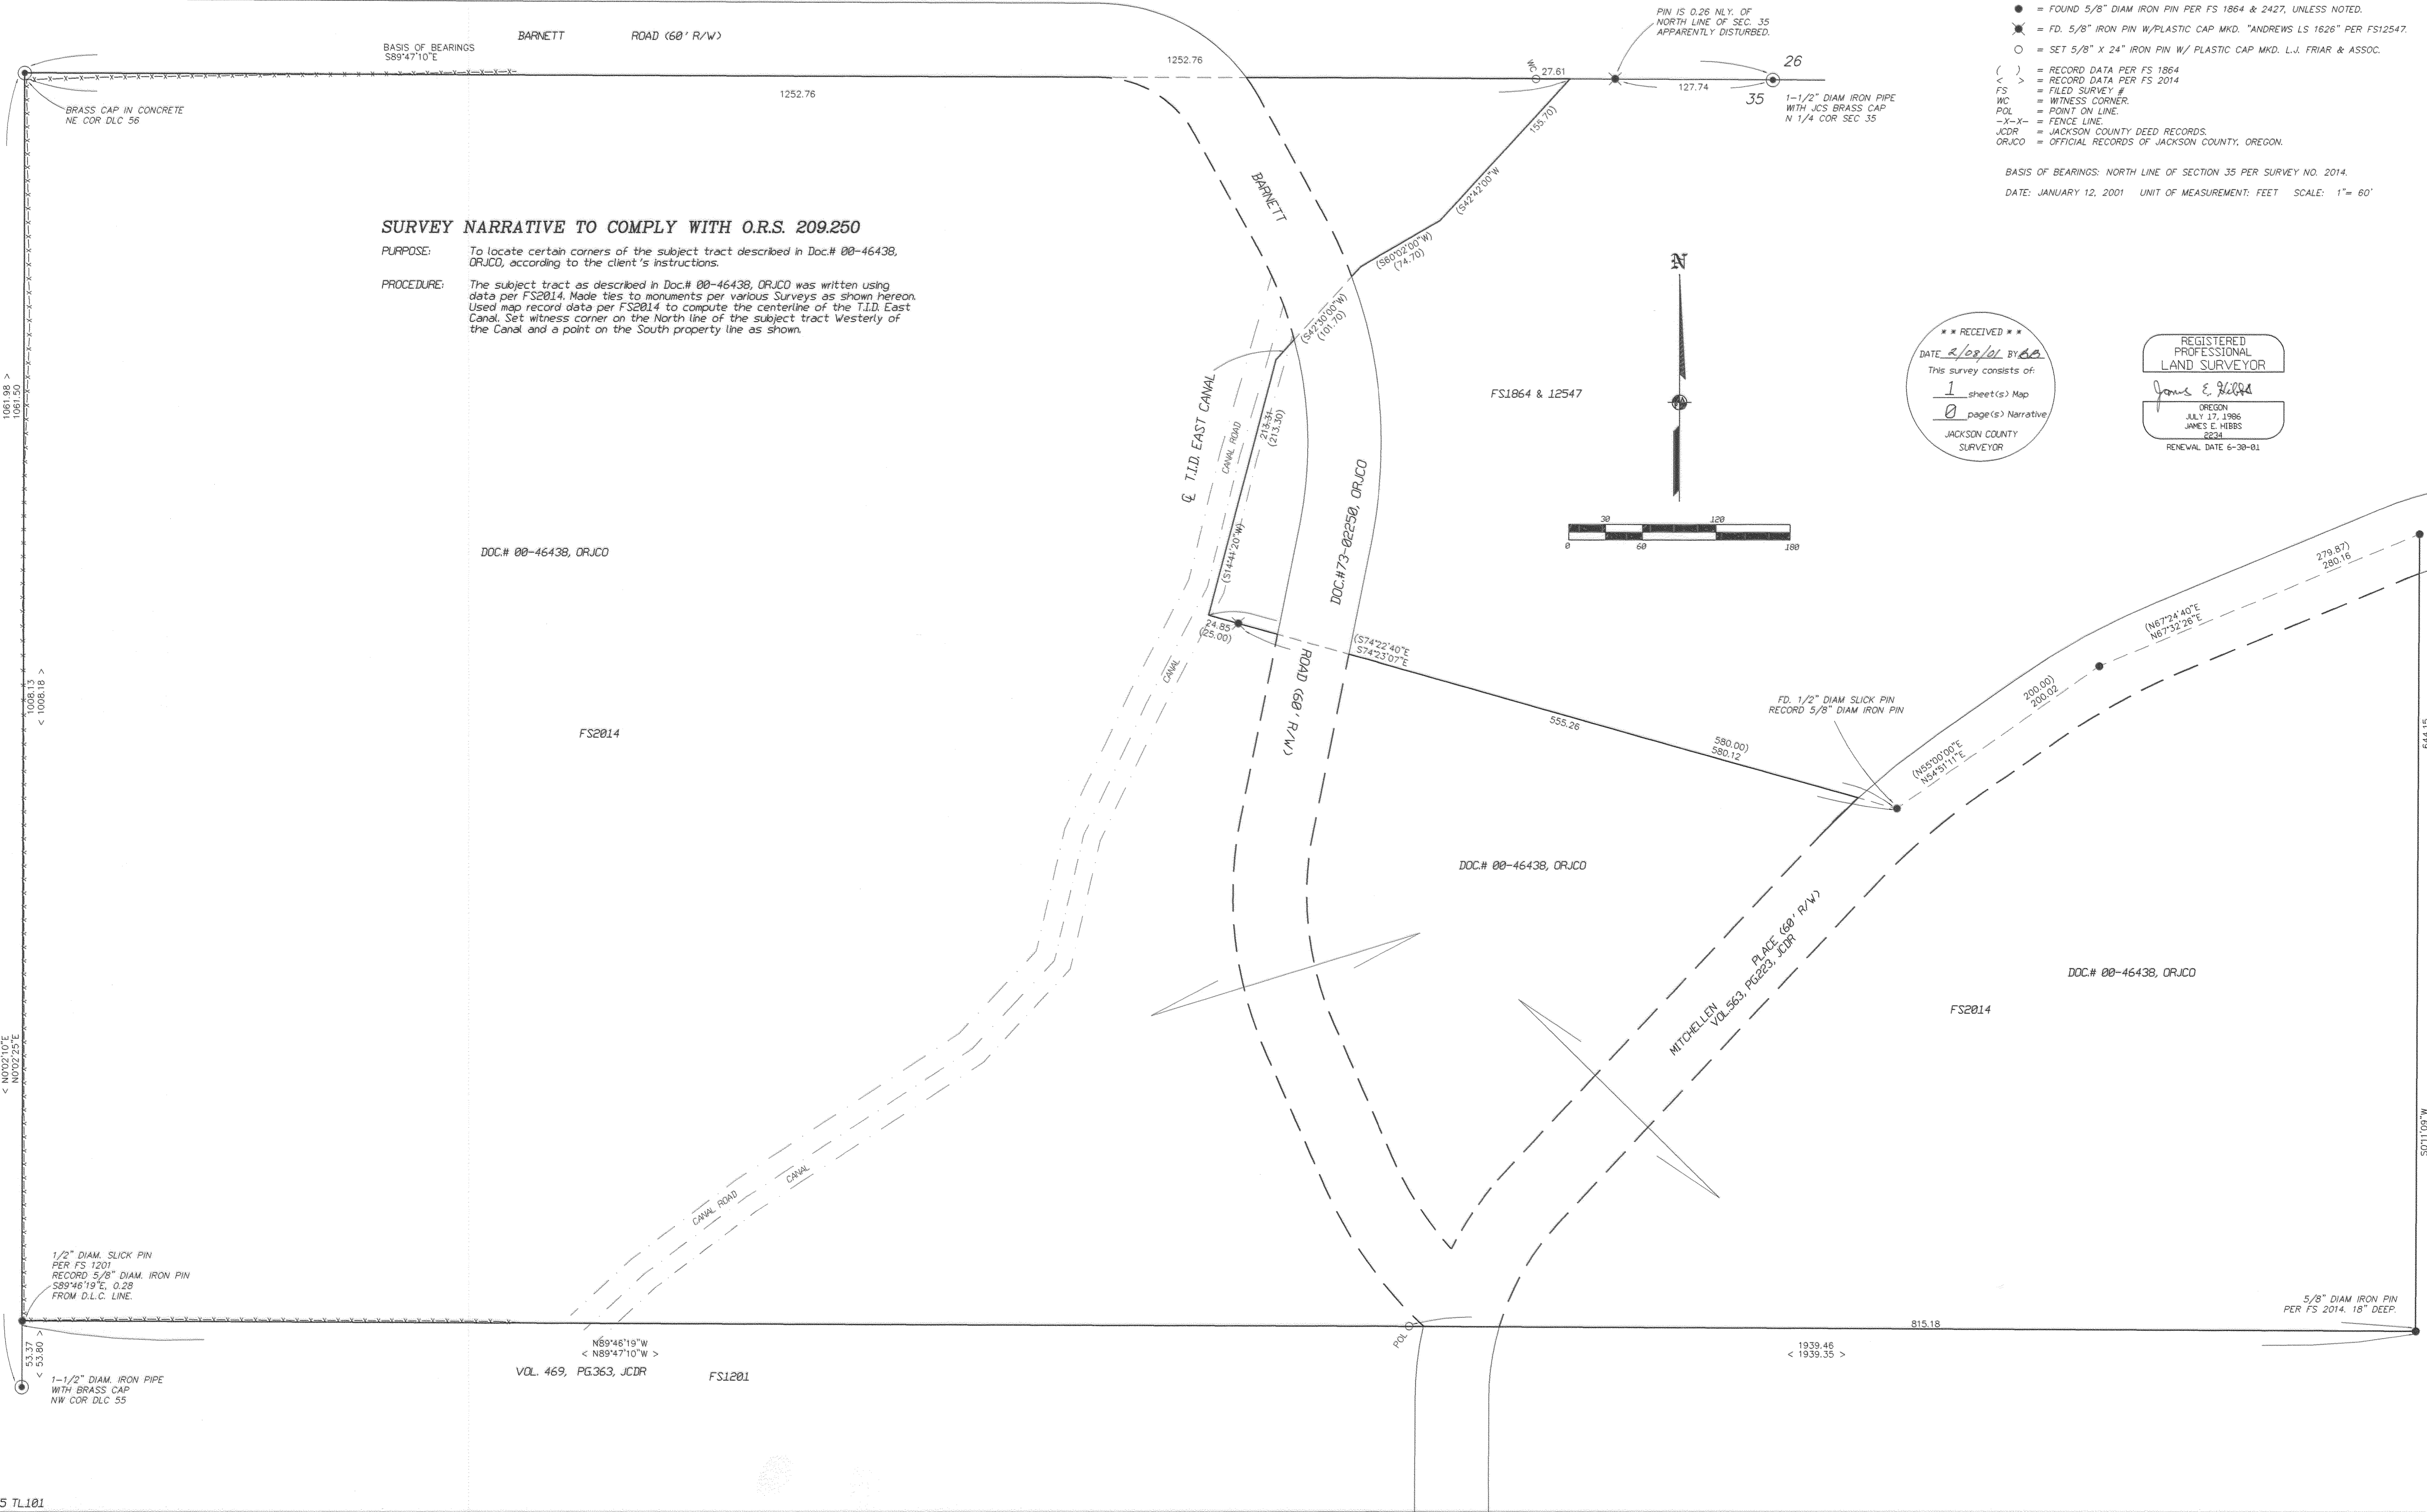 BARNETT ROAD (60' R/W)
BASIS OF BEARINGS
S89°47'10"E
1252.76
1252.76
BRASS CAP IN CONCRETE
NE COR DLC 56
PIN IS 0.26 NLY. OF
NORTH LINE OF SEC. 35
APPARENTLY DISTURBED.
WC
27.61
127.74
26
35
1-1/2" DIAM IRON PIPE
WITH JCS BRASS CAP
N 1/4 COR SEC 35
= FOUND 5/8" DIAM IRON PIN PER FS 1864 & 2427, UNLESS NOTED.
= FD. 5/8" IRON PIN W/PLASTIC CAP MKD. "ANDREWS LS 1626" PER FS12547.
= SET 5/8" X 24" IRON PIN W/ PLASTIC CAP MKD. L.J. FRIAR & ASSOC.
( ) = RECORD DATA PER FS 1864
< > = RECORD DATA PER FS 2014
FS = FILED SURVEY #
WC = WITNESS CORNER.
POL = POINT ON LINE.
-X-X- = FENCE LINE.
JCDR = JACKSON COUNTY DEED RECORDS.
ORJCO = OFFICIAL RECORDS OF JACKSON COUNTY, OREGON.
BASIS OF BEARINGS: NORTH LINE OF SECTION 35 PER SURVEY NO. 2014.
DATE: JANUARY 12, 2001 UNIT OF MEASUREMENT: FEET SCALE: 1"= 60'
SURVEY NARRATIVE TO COMPLY WITH O.R.S. 209.250
PURPOSE: To locate certain corners of the subject tract described in Doc.# 00-46438,
ORJCO, according to the client's instructions.
PROCEDURE: The subject tract as described in Doc.# 00-46438, ORJCO was written using
data per FS2014. Made ties to monuments per various Surveys as shown hereon.
Used map record data per FS2014 to compute the centerline of the T.I.D. East
Canal. Set witness corner on the North line of the subject tract Westerly of
the Canal and a point on the South property line as shown.
BARNETT
155.70)
(S42°42'00"W
(S60°02'00"W)
(74.70)
(S42°30'00"W)
(101.70)
N
* * RECEIVED * *
DATE 2/08/01 BY BB
This survey consists of:
1 sheet(s) Map
0 page(s) Narrative
JACKSON COUNTY
SURVEYOR
REGISTERED
PROFESSIONAL
LAND SURVEYOR
James E. Hibbs
OREGON
JULY 17, 1986
JAMES E. HIBBS
2234
RENEWAL DATE 6-30-01
1061.98 >
1061.50
℄ T.I.D. EAST CANAL
CANAL ROAD
213.31
(213.30)
(S14°41'20"W)
FS1864 & 12547
DOC.#73-02250, ORJCO
30 120
0 60 180
DOC.# 00-46438, ORJCO
24.85
(25.00)
(S74°22'40"E
S74°23'07"E
CANAL
ROAD (60' R/W)
279.87)
280.16
(N67°24'40"E
N67°32'26"E
200.00)
200.02
1008.13
< 1008.18 >
FD. 1/2" DIAM SLICK PIN
RECORD 5/8" DIAM IRON PIN
555.26
580.00)
580.12
(N55°00'00"E
N54°51'11"E
644.15
FS2014
DOC.# 00-46438, ORJCO
MITCHELLEN PLACE (60' R/W)
VOL.563, PG.223, JCDR
DOC.# 00-46438, ORJCO
FS2014
< N0°02'10"E
N0°02'25"E
S0°11'09"W
CANAL ROAD
CANAL
1/2" DIAM. SLICK PIN
PER FS 1201
RECORD 5/8" DIAM. IRON PIN
S89°46'19"E, 0.28
FROM D.L.C. LINE.
5/8" DIAM IRON PIN
PER FS 2014. 18" DEEP.
POL
815.18
53.37
< 53.80 >
N89°46'19"W
< N89°47'10"W >
1939.46
< 1939.35 >
VOL. 469, PG.363, JCDR
FS1201
1-1/2" DIAM. IRON PIPE
WITH BRASS CAP
NW COR DLC 55
5 TL101